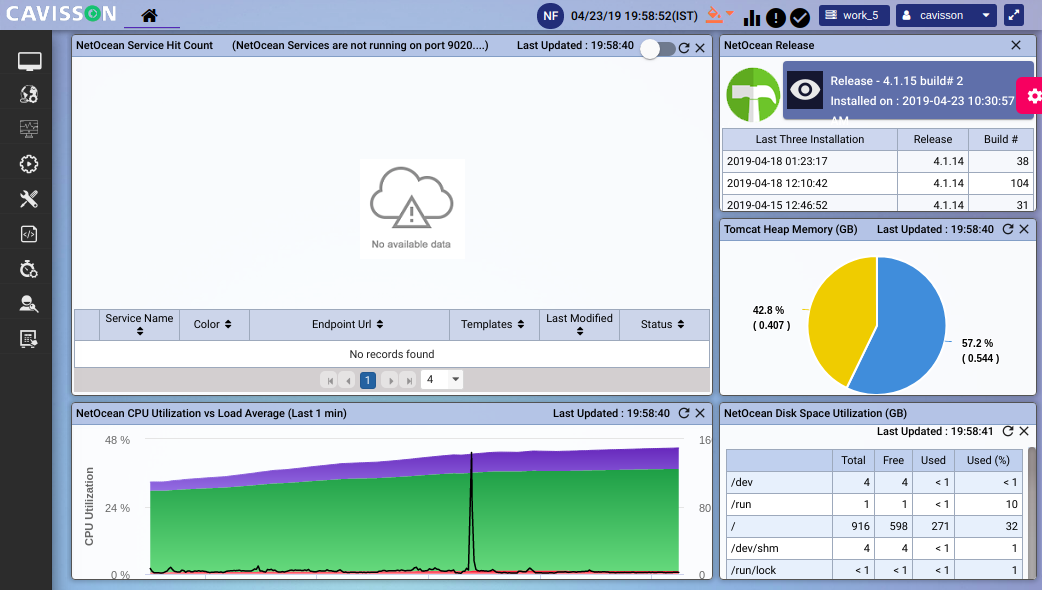 CAVISSON
NF 04/23/19 19:58:52(IST) work_5 cavisson
NetOcean Service Hit Count (NetOcean Services are not running on port 9020....) Last Updated : 19:58:40
No available data
Service Name Color Endpoint Url Templates Last Modified Status
No records found
1 4
NetOcean Release
Release - 4.1.15 build# 2
Installed on : 2019-04-23 10:30:57
AM
Last Three Installation Release Build #
2019-04-18 01:23:17 4.1.14 38
2019-04-18 12:10:42 4.1.14 104
2019-04-15 12:46:52 4.1.14 31
Tomcat Heap Memory (GB) Last Updated : 19:58:40
42.8 %
( 0.407 )
57.2 %
( 0.544 )
NetOcean CPU Utilization vs Load Average (Last 1 min) Last Updated : 19:58:40
CPU Utilization
48 % 16
24 % 80
0 % 0
NetOcean Disk Space Utilization (GB)
Last Updated : 19:58:41
Total Free Used Used (%)
/dev 4 4 < 1 < 1
/run 1 1 < 1 10
/ 916 598 271 32
/dev/shm 4 4 < 1 1
/run/lock < 1 < 1 < 1 1